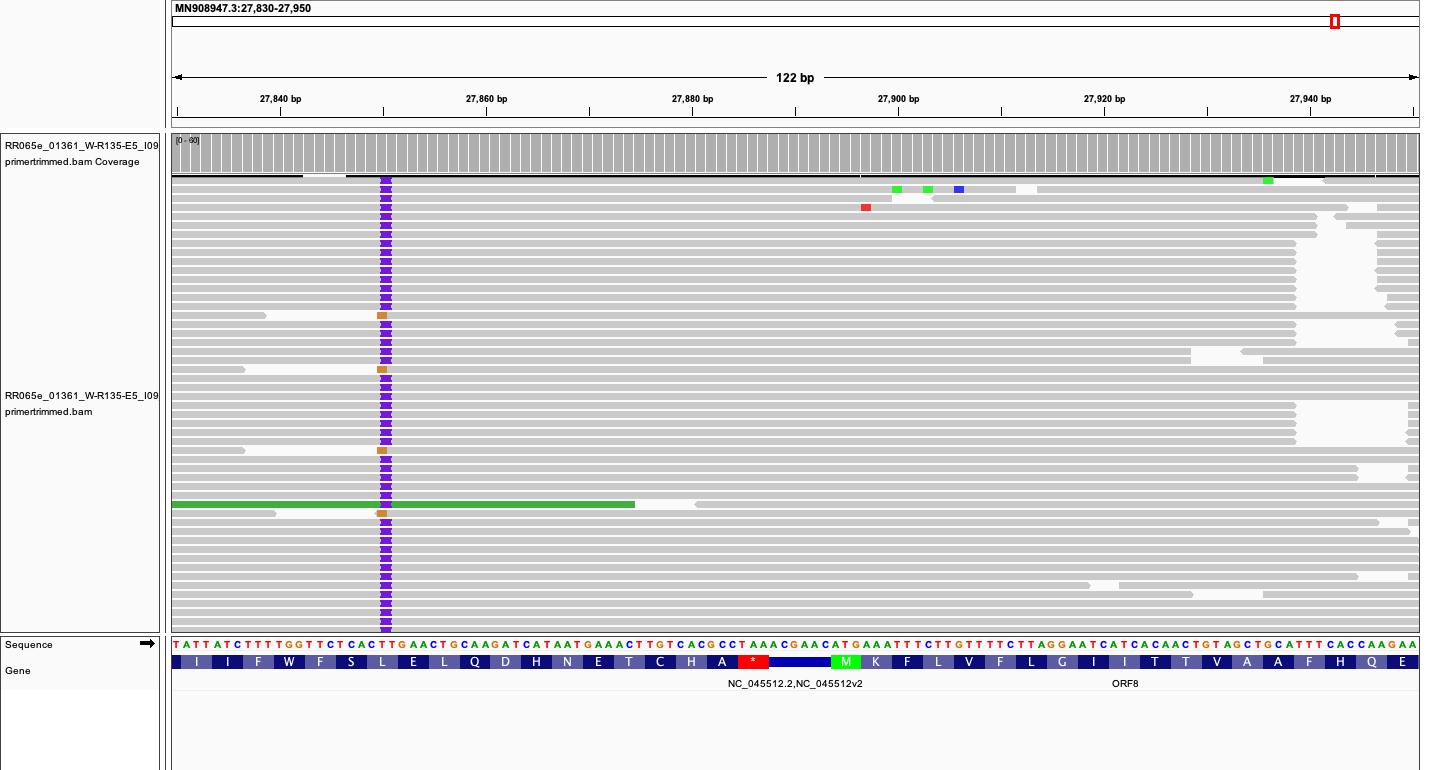 MN908947.3:27,830-27,950
122 bp
27,840 bp 27,860 bp 27,880 bp 27,900 bp 27,920 bp 27,940 bp
RR065e_01361_W-R135-E5_I09
primertrimmed.bam Coverage
[0 - 60]
RR065e_01361_W-R135-E5_I09
primertrimmed.bam
Sequence
TATTATCTTTTGGTTCTCACTTGAACTGCAAGATCATAATGAAACTTGTCACGCCTAAACGAACATGAAATTTCTTGTTTTCTTAGGAATCATCACAACTGTAGCTGCATTTCACCAAGAA
Gene
I I F W F S L E L Q D H N E T C H A * M K F L V F L G I I T T V A A F H Q E
NC_045512.2,NC_045512v2 ORF8